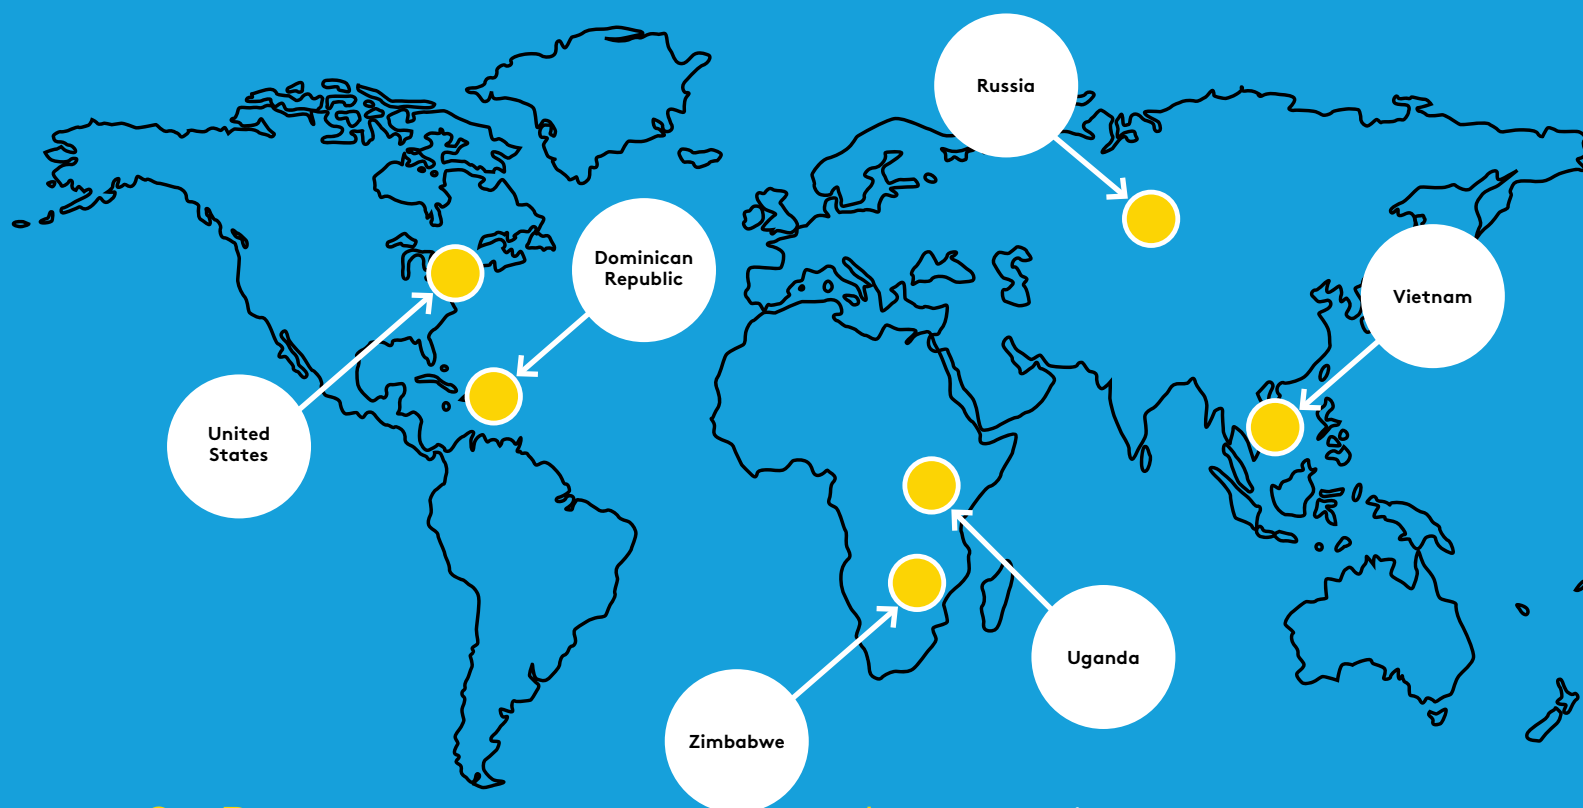 Russia
Dominican
Republic
Vietnam
United
States
Uganda
Zimbabwe